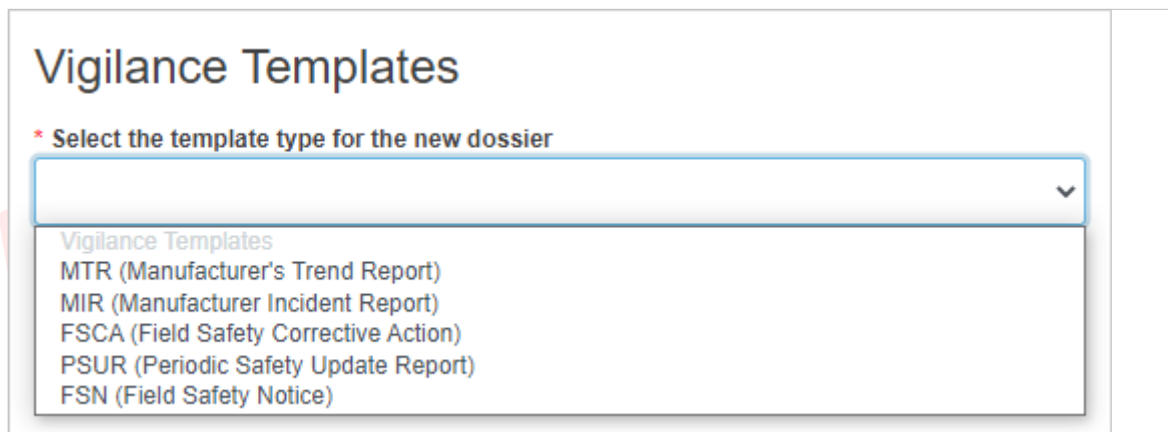 Vigilance Templates
* Select the template type for the new dossier
Vigilance Templates
MTR (Manufacturer's Trend Report)
MIR (Manufacturer Incident Report)
FSCA (Field Safety Corrective Action)
PSUR (Periodic Safety Update Report)
FSN (Field Safety Notice)